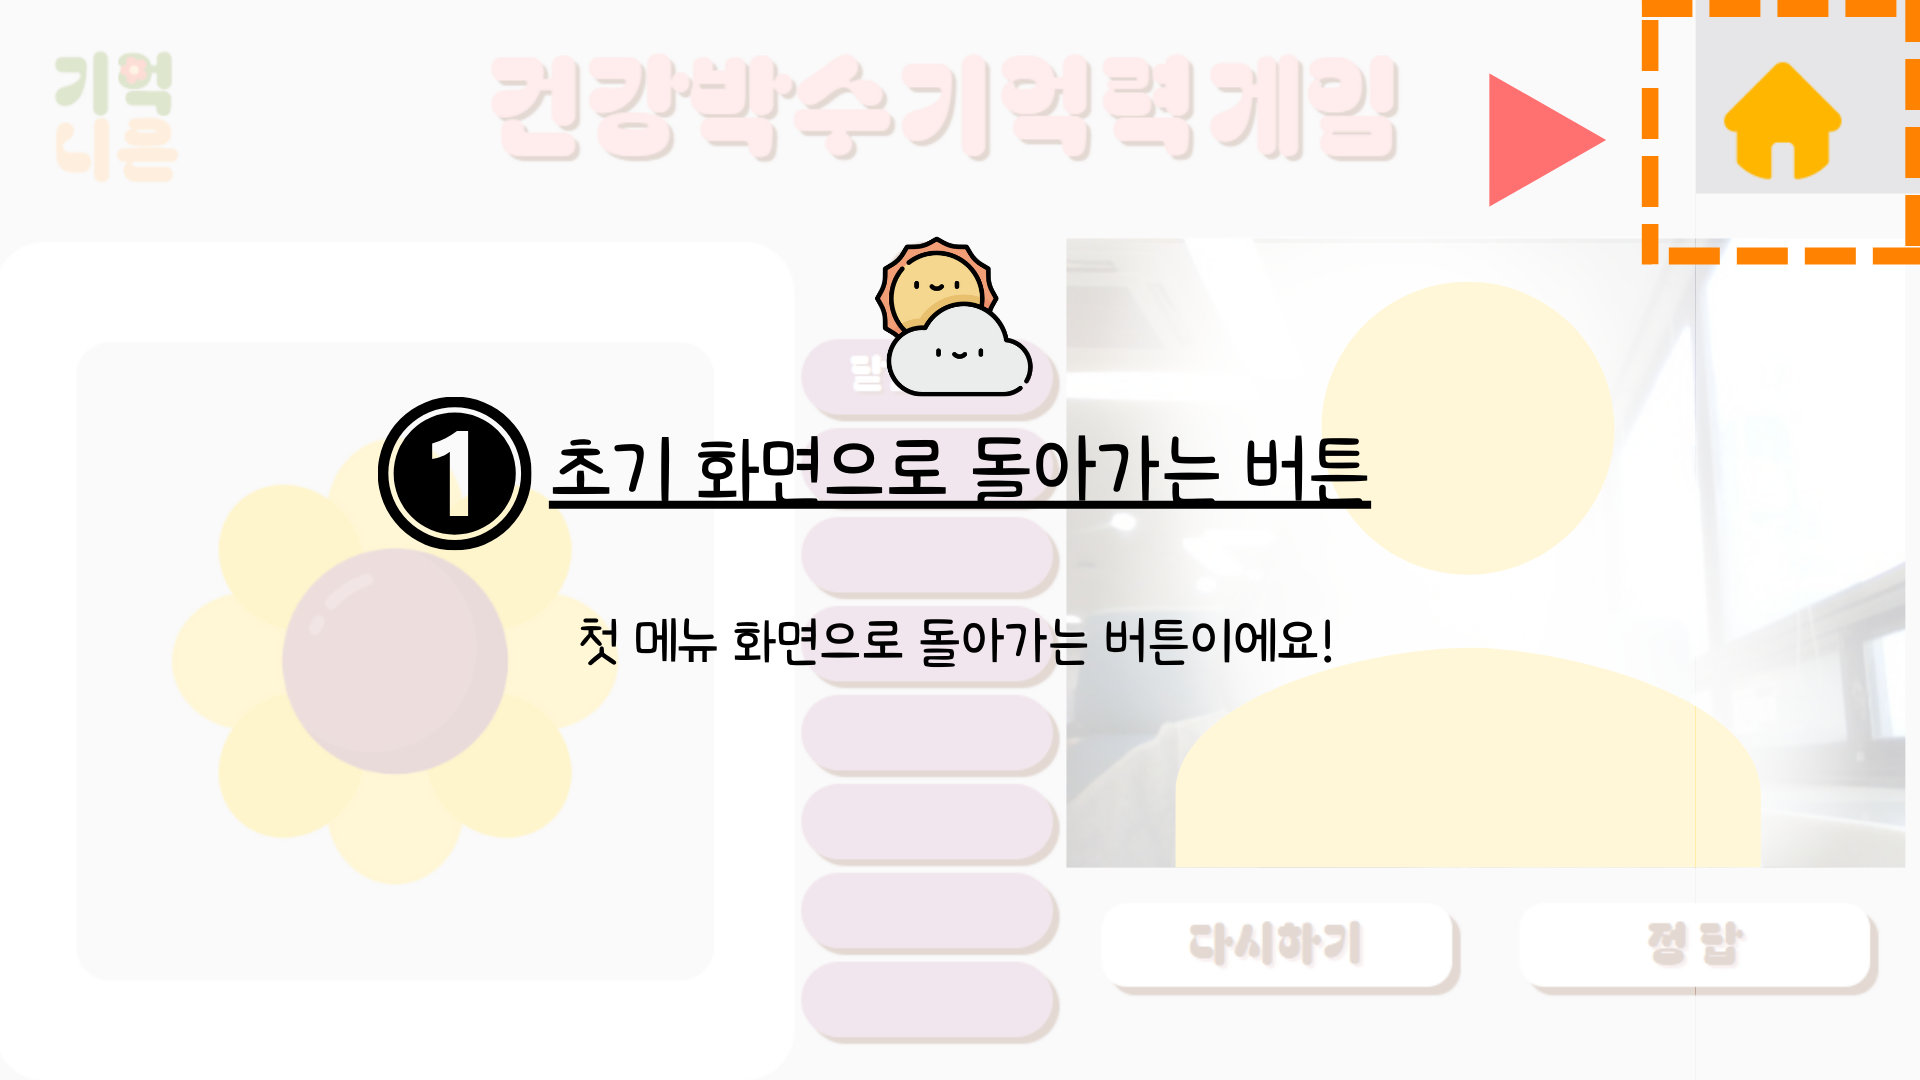 기억
니은
건강박수기억력게임
1 초기 화면으로 돌아가는 버튼
첫 메뉴 화면으로 돌아가는 버튼이에요!
다시하기
정답